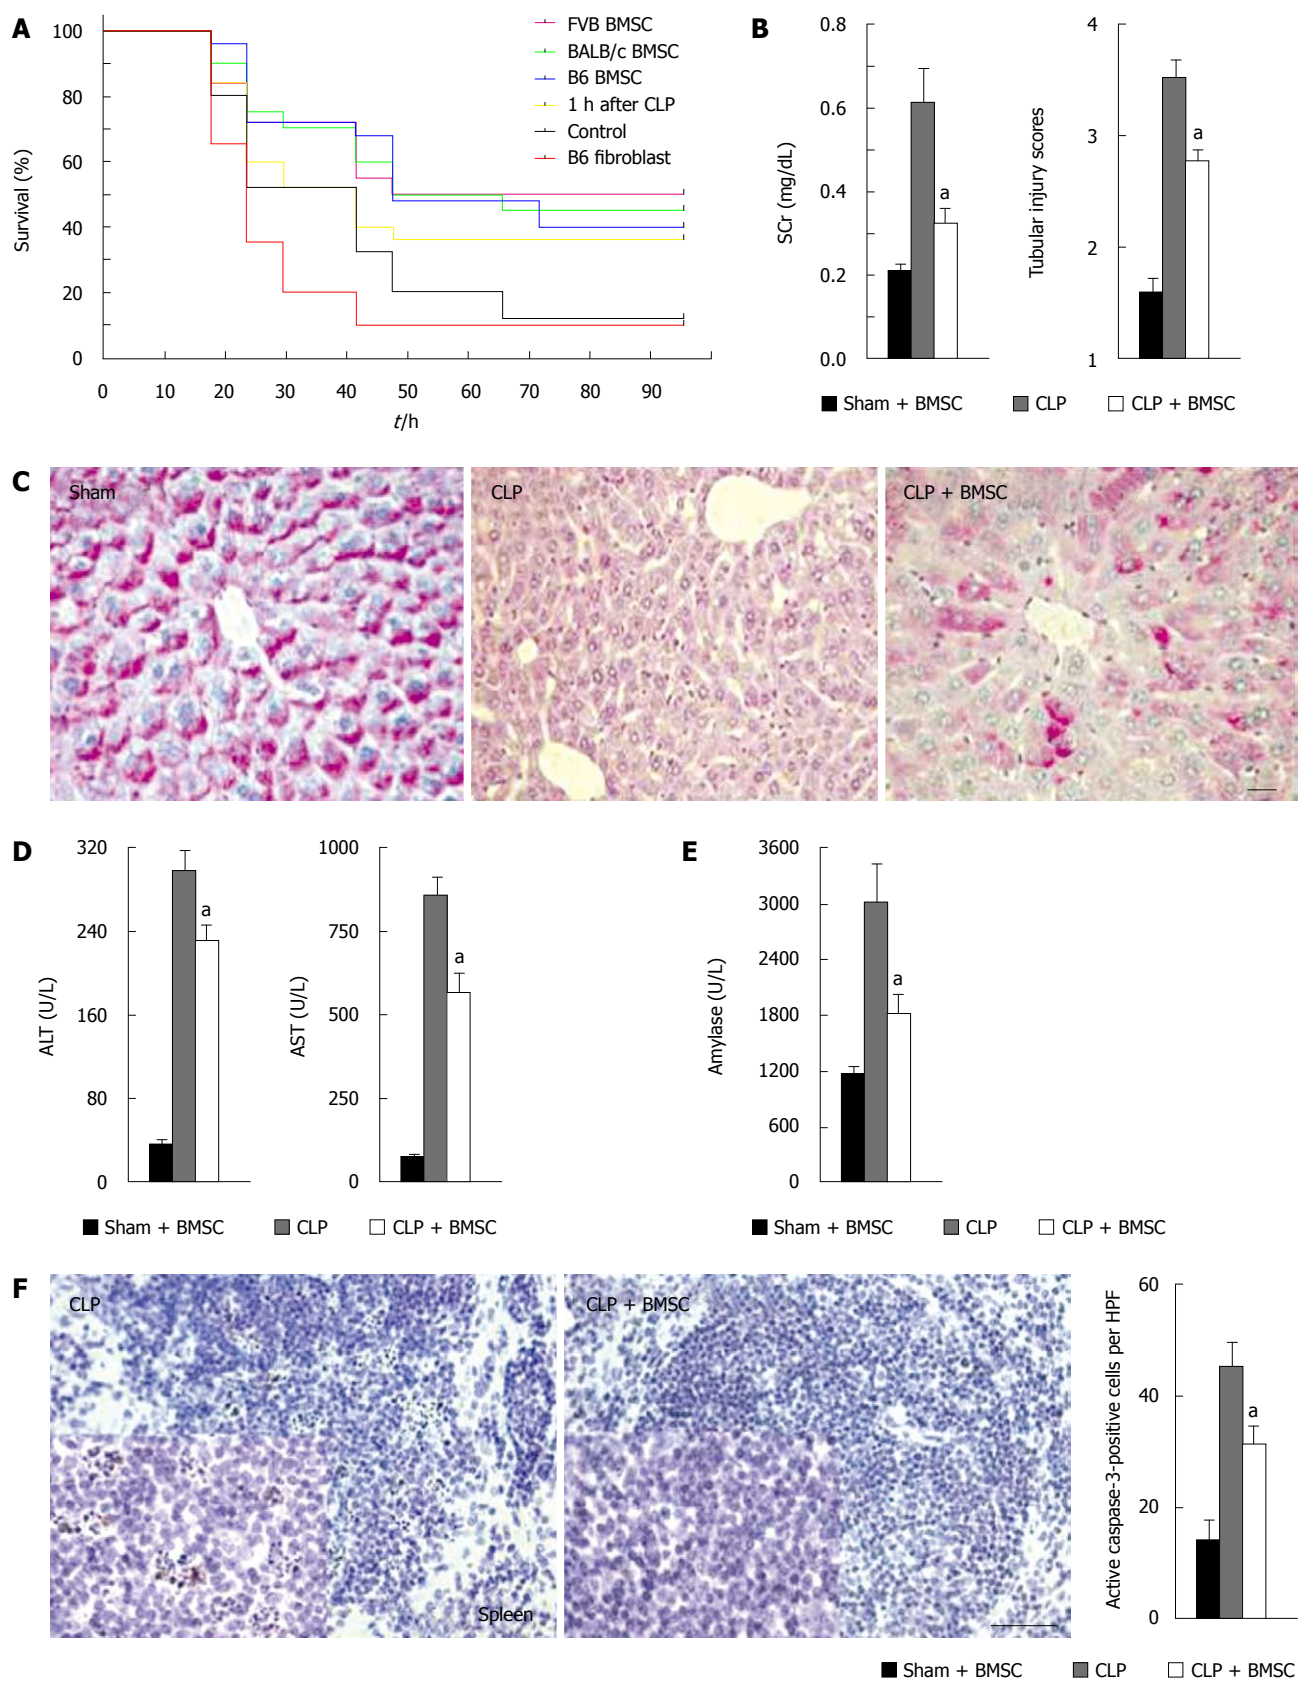 A
100
80
60
40
20
0
Survival (%)
0 10 20 30 40 50 60 70 80 90
t/h
FVB BMSC
BALB/c BMSC
B6 BMSC
1 h after CLP
Control
B6 fibroblast
B
0.8
0.6
0.4
0.2
0.0
SCr (mg/dL)
a
4
3
2
1
Tubular injury scores
a
Sham + BMSC CLP CLP + BMSC
C
Sham
CLP
CLP + BMSC
D
320
240
160
80
0
ALT (U/L)
a
1000
750
500
250
0
AST (U/L)
a
Sham + BMSC CLP CLP + BMSC
E
3600
3000
2400
1800
1200
600
0
Amylase (U/L)
a
Sham + BMSC CLP CLP + BMSC
F
CLP
Spleen
CLP + BMSC
60
40
20
0
Active caspase-3-positive cells per HPF
a
Sham + BMSC CLP CLP + BMSC